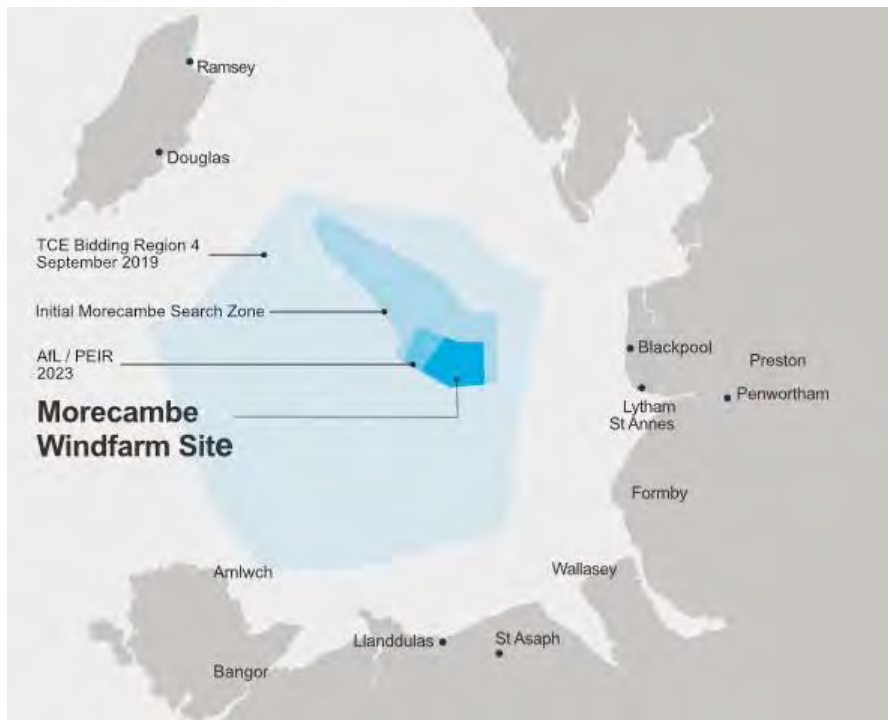 Ramsey
Douglas
TCE Bidding Region 4
September 2019
Initial Morecambe Search Zone
AfL / PEIR
2023
Morecambe
Windfarm Site
Blackpool
Preston
Penwortham
Lytham
St Annes
Formby
Amlwch
Wallasey
Llanddulas
St Asaph
Bangor